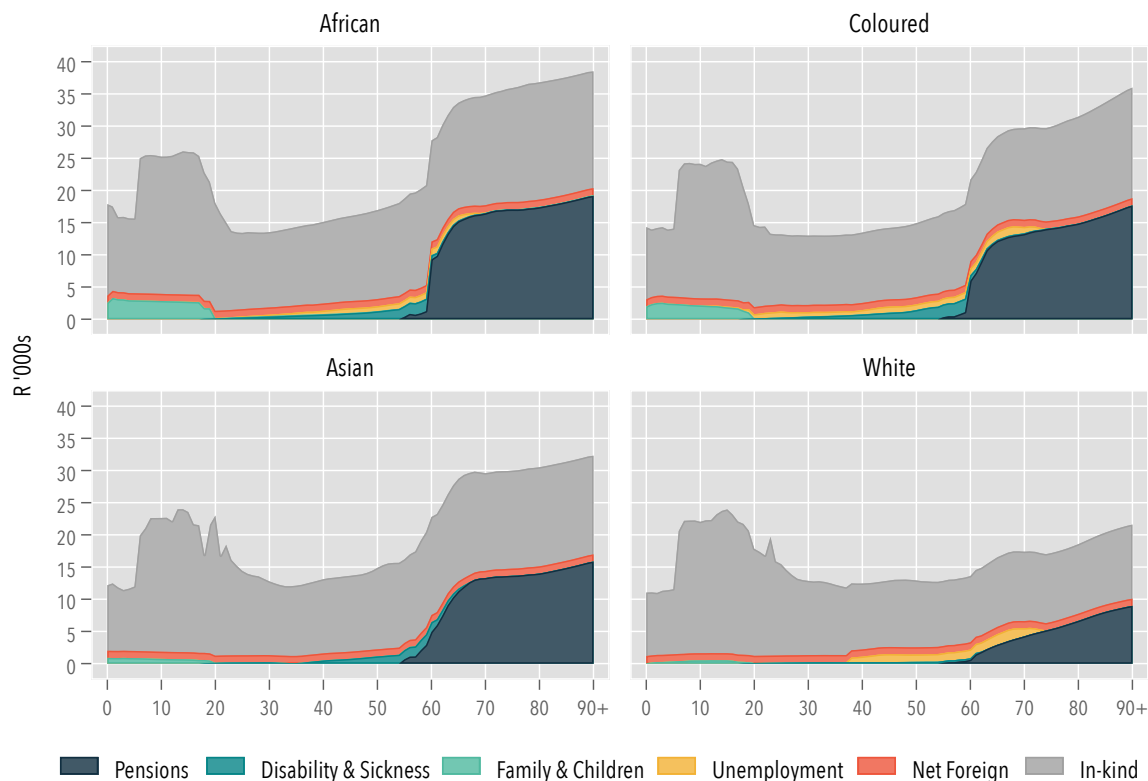 African
Coloured
40
35
30
25
20
15
10
5
0
R '000s
Asian
White
40
35
30
25
20
15
10
5
0
0 10 20 30 40 50 60 70 80 90+
0 10 20 30 40 50 60 70 80 90+
Pensions Disability & Sickness Family & Children Unemployment Net Foreign In-kind